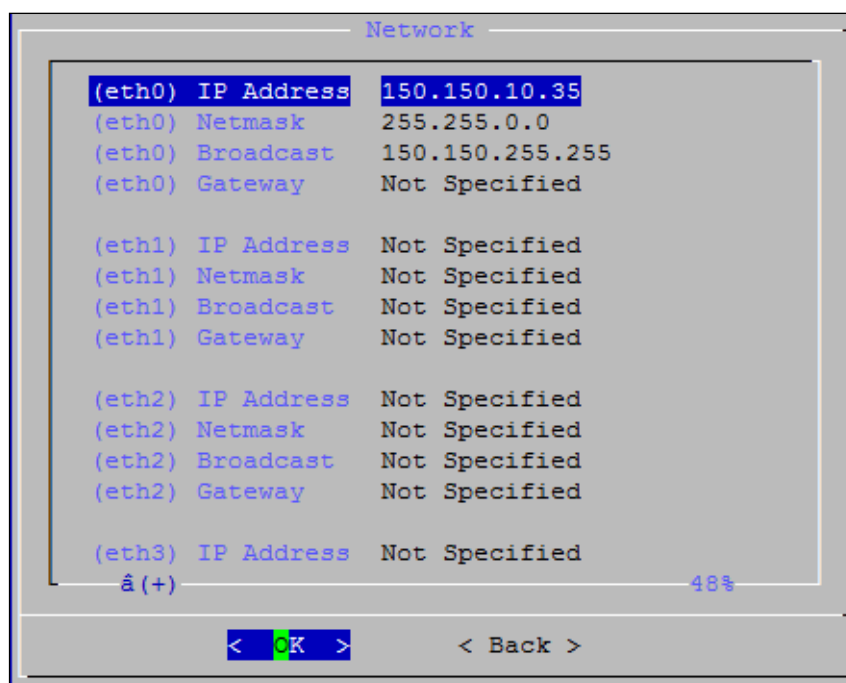 Network
(eth0) IP Address 150.150.10.35
(eth0) Netmask 255.255.0.0
(eth0) Broadcast 150.150.255.255
(eth0) Gateway Not Specified
(eth1) IP Address Not Specified
(eth1) Netmask Not Specified
(eth1) Broadcast Not Specified
(eth1) Gateway Not Specified
(eth2) IP Address Not Specified
(eth2) Netmask Not Specified
(eth2) Broadcast Not Specified
(eth2) Gateway Not Specified
(eth3) IP Address Not Specified
â(+) 48%
< OK > < Back >